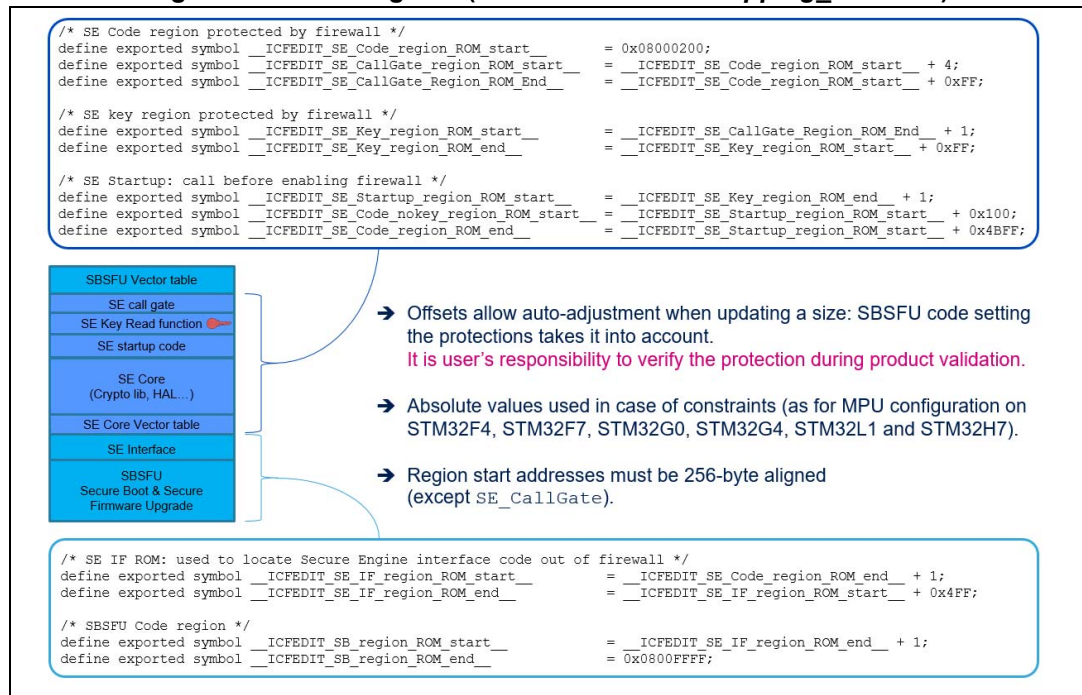 /* SE Code region protected by firewall */
define exported symbol __ICFEDIT_SE_Code_region_ROM_start__ = 0x08000200;
define exported symbol __ICFEDIT_SE_CallGate_region_ROM_start__ = __ICFEDIT_SE_Code_region_ROM_start__ + 4;
define exported symbol __ICFEDIT_SE_CallGate_Region_ROM_End__ = __ICFEDIT_SE_Code_region_ROM_start__ + 0xFF;
/* SE key region protected by firewall */
define exported symbol __ICFEDIT_SE_Key_region_ROM_start__ = __ICFEDIT_SE_CallGate_Region_ROM_End__ + 1;
define exported symbol __ICFEDIT_SE_Key_region_ROM_end__ = __ICFEDIT_SE_Key_region_ROM_start__ + 0xFF;
/* SE Startup: call before enabling firewall */
define exported symbol __ICFEDIT_SE_Startup_region_ROM_start__ = __ICFEDIT_SE_Key_region_ROM_end__ + 1;
define exported symbol __ICFEDIT_SE_Code_nokey_region_ROM_start__ = __ICFEDIT_SE_Startup_region_ROM_start__ + 0x100;
define exported symbol __ICFEDIT_SE_Code_region_ROM_end__ = __ICFEDIT_SE_Startup_region_ROM_start__ + 0x4BFF;
SBSFU Vector table
SE call gate
SE Key Read function
SE startup code
SE Core
(Crypto lib, HAL...)
SE Core Vector table
SE Interface
SBSFU
Secure Boot & Secure
Firmware Upgrade
➔ Offsets allow auto-adjustment when updating a size: SBSFU code setting
the protections takes it into account.
It is user's responsibility to verify the protection during product validation.
➔ Absolute values used in case of constraints (as for MPU configuration on
STM32F4, STM32F7, STM32G0, STM32G4, STM32L1 and STM32H7).
➔ Region start addresses must be 256-byte aligned
(except SE_CallGate).
/* SE IF ROM: used to locate Secure Engine interface code out of firewall */
define exported symbol __ICFEDIT_SE_IF_region_ROM_start__ = __ICFEDIT_SE_Code_region_ROM_end__ + 1;
define exported symbol __ICFEDIT_SE_IF_region_ROM_end__ = __ICFEDIT_SE_IF_region_ROM_start__ + 0x4FF;
/* SBSFU Code region */
define exported symbol __ICFEDIT_SB_region_ROM_start__ = __ICFEDIT_SE_IF_region_ROM_end__ + 1;
define exported symbol __ICFEDIT_SB_region_ROM_end__ = 0x0800FFFF;